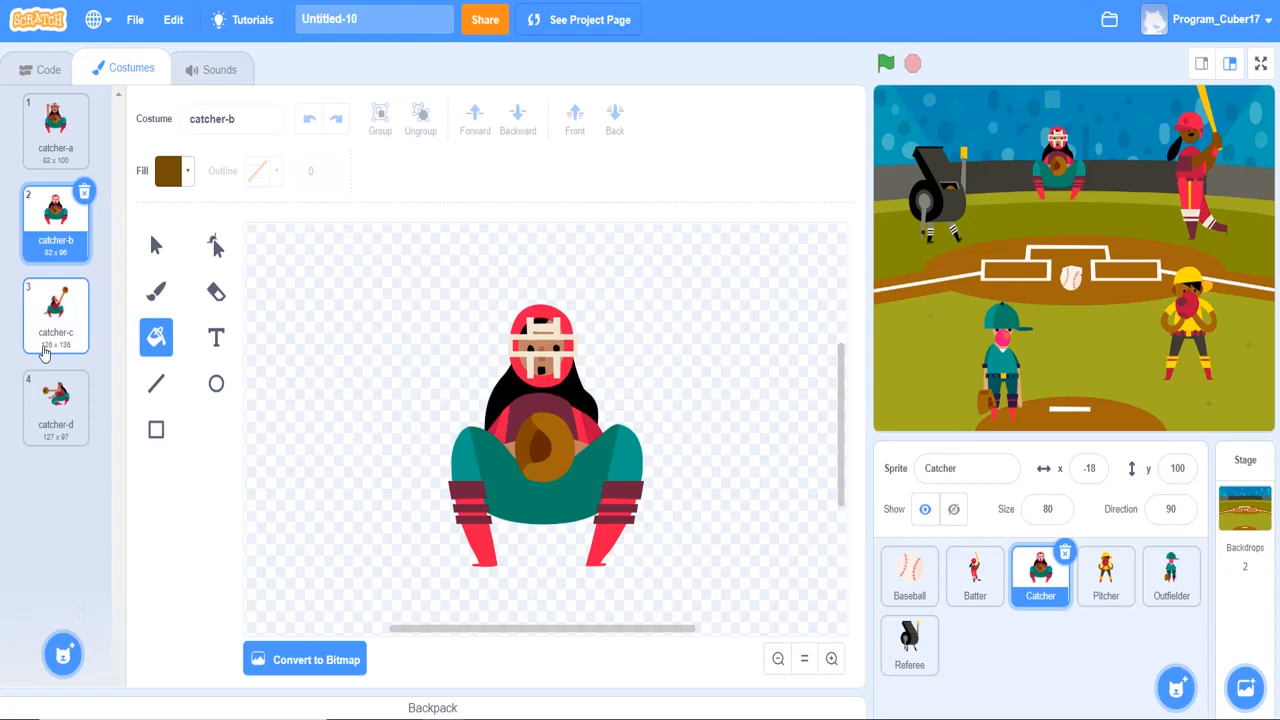 SCRATCH File Edit Tutorials Untitled-10 Share See Project Page Program_Cuber17
Code Costumes Sounds
1
catcher-a
82 x 100
2
catcher-b
82 x 96
3
catcher-c
126 x 136
4
catcher-d
127 x 97
Costume catcher-b Group Ungroup Forward Backward Front Back
Fill Outline 0
T
Convert to Bitmap
Backpack
Sprite Catcher x -18 y 100
Show Size 80 Direction 90
Baseball Batter Catcher Pitcher Outfielder
Referee
Stage
Backdrops
2